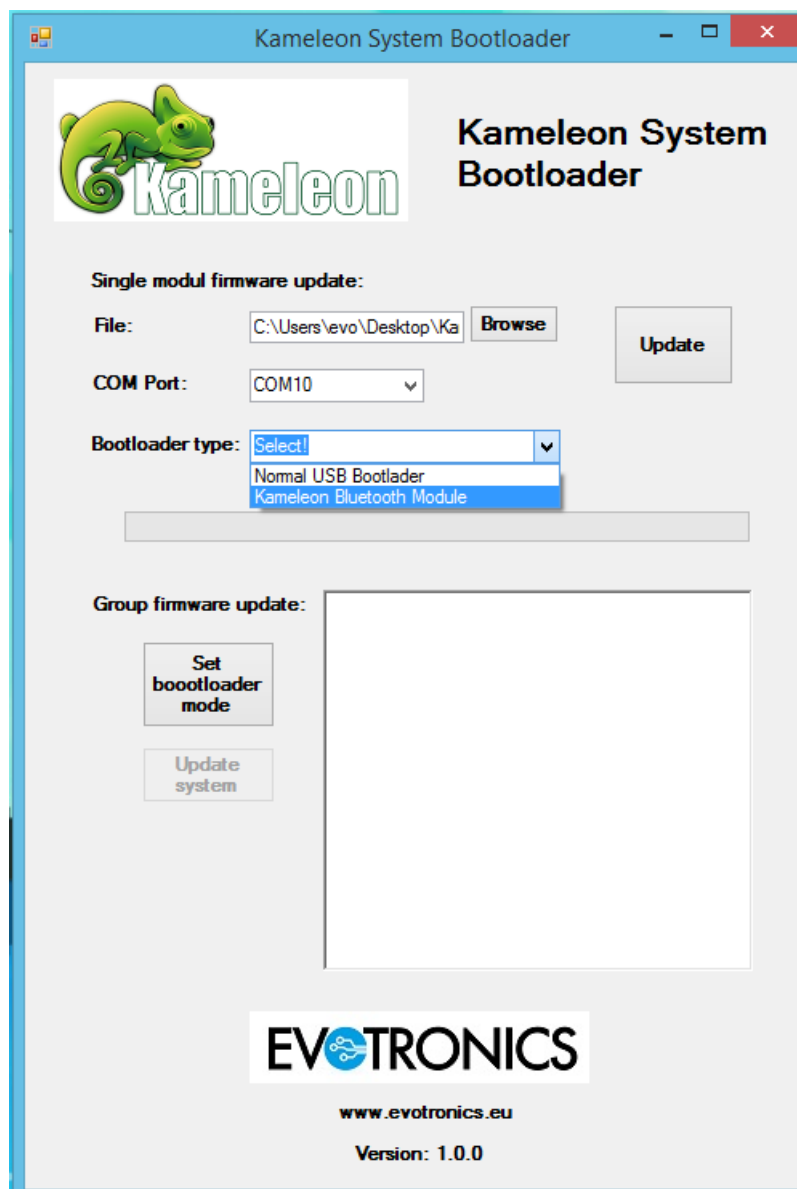 Kameleon System Bootloader
Kameleon
Kameleon System
Bootloader
Single modul firmware update:
File:
C:\Users\evo\Desktop\Ka
Browse
Update
COM Port:
COM10
Bootloader type:
Select!
Normal USB Bootlader
Kameleon Bluetooth Module
Group firmware update:
Set
boootloader
mode
Update
system
EVOTRONICS
www.evotronics.eu
Version: 1.0.0